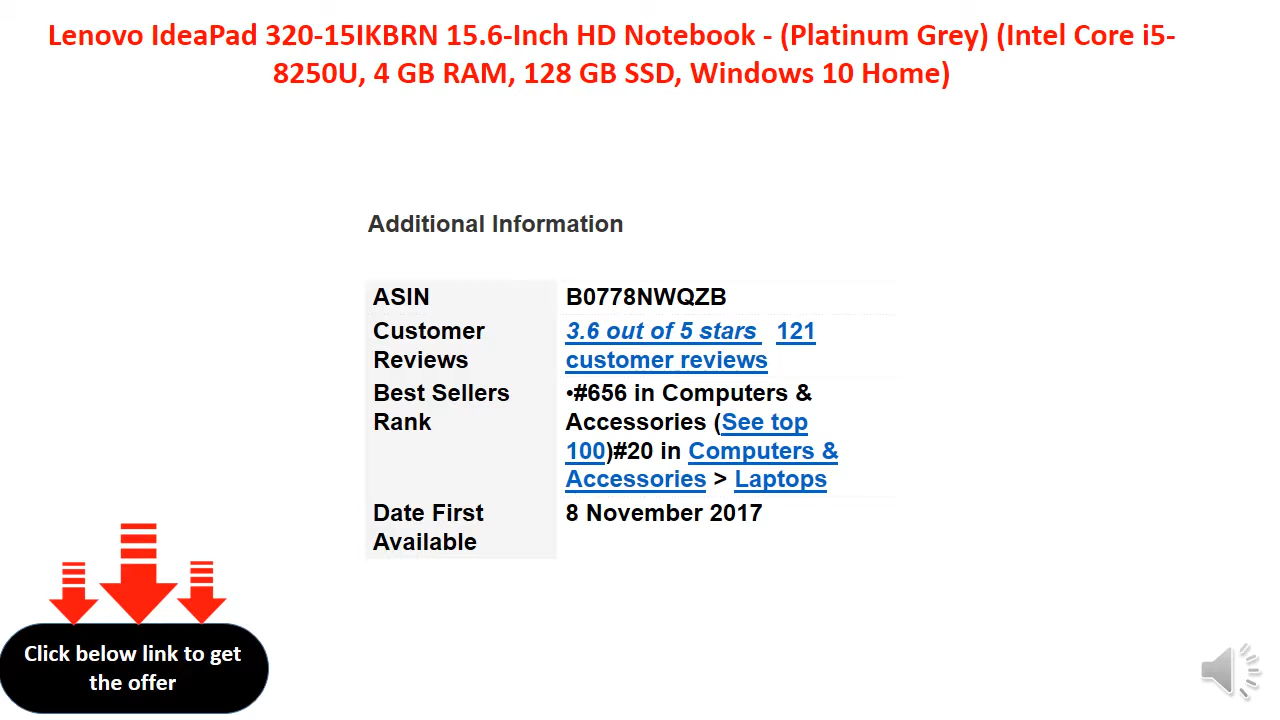 Lenovo IdeaPad 320-15IKBRN 15.6-Inch HD Notebook - (Platinum Grey) (Intel Core i5-
8250U, 4 GB RAM, 128 GB SSD, Windows 10 Home)
Additional Information
ASIN B0778NWQZB
Customer 3.6 out of 5 stars 121
Reviews customer reviews
Best Sellers •#656 in Computers &
Rank Accessories (See top
100)#20 in Computers &
Accessories > Laptops
Date First 8 November 2017
Available
Click below link to get
the offer